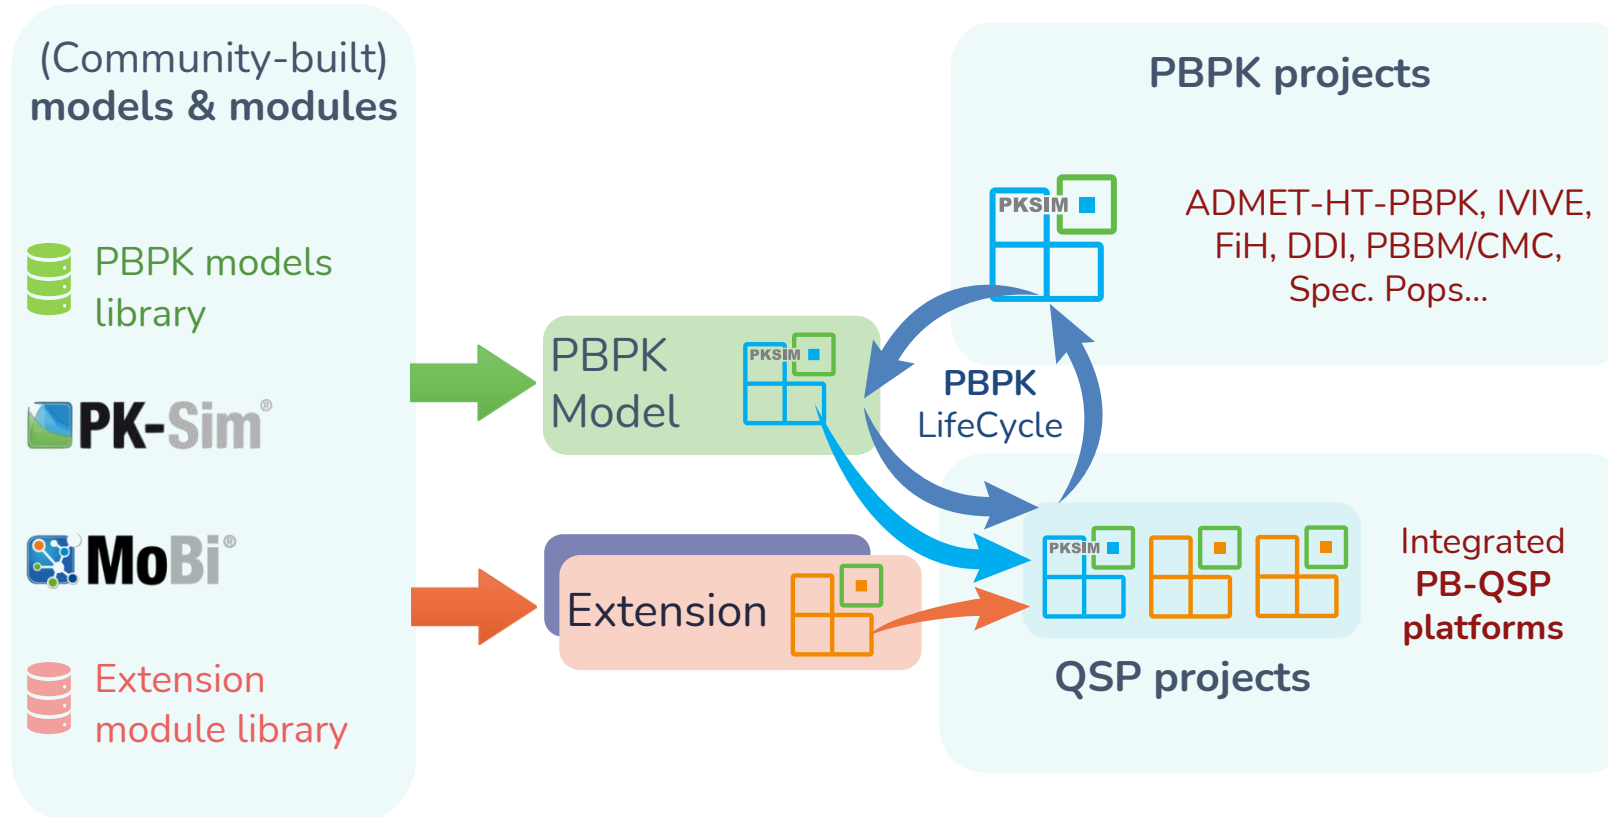 (Community-built)
models & modules
PBPK models
library
PK-Sim®
MoBi®
Extension
module library
PBPK
Model
PKSIM
Extension
PBPK projects
PKSIM
ADMET-HT-PBPK, IVIVE,
FiH, DDI, PBBM/CMC,
Spec. Pops...
PBPK
LifeCycle
PKSIM
Integrated
PB-QSP
platforms
QSP projects